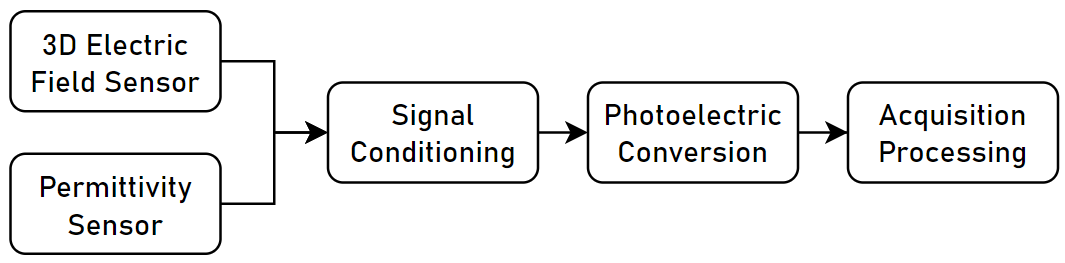 3D Electric
Field Sensor
Permittivity
Sensor
Signal
Conditioning
Photoelectric
Conversion
Acquisition
Processing